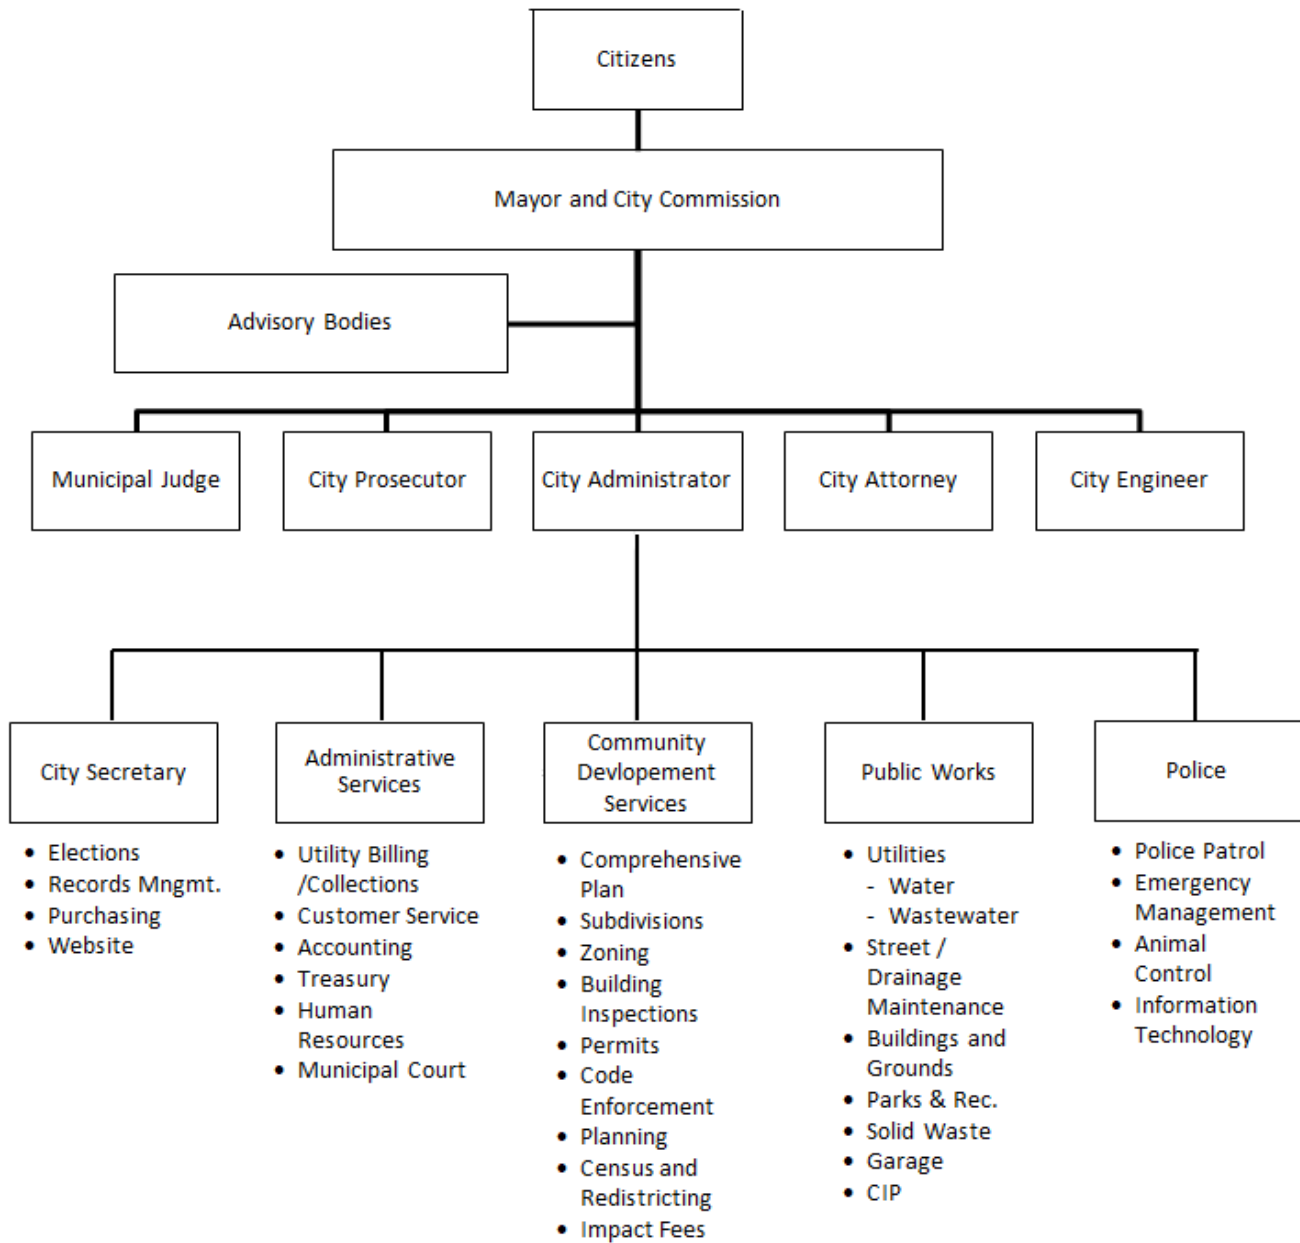 Citizens
Mayor and City Commission
Advisory Bodies
Municipal Judge
City Prosecutor
City Administrator
City Attorney
City Engineer
City Secretary
• Elections
• Records Mngmt.
• Purchasing
• Website
Administrative
Services
• Utility Billing
/Collections
• Customer Service
• Accounting
• Treasury
• Human
Resources
• Municipal Court
Community
Devlopement
Services
• Comprehensive
Plan
• Subdivisions
• Zoning
• Building
Inspections
• Permits
• Code
Enforcement
• Planning
• Census and
Redistricting
• Impact Fees
Public Works
• Utilities
- Water
- Wastewater
• Street /
Drainage
Maintenance
• Buildings and
Grounds
• Parks & Rec.
• Solid Waste
• Garage
• CIP
Police
• Police Patrol
• Emergency
Management
• Animal
Control
• Information
Technology